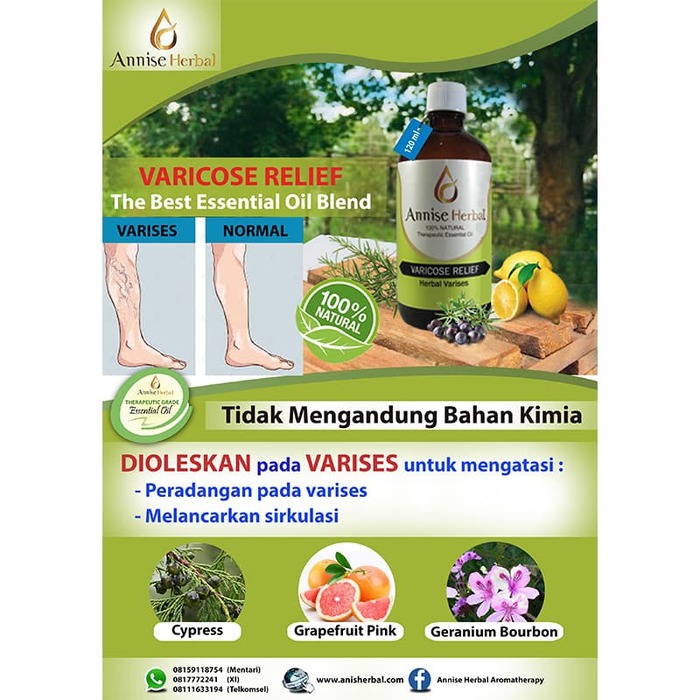 Annise Herbal
120 ml-
VARICOSE RELIEF
The Best Essential Oil Blend
VARISES
NORMAL
100%
NATURAL
Annise Herbal
100% NATURAL
Therapeutic Essential Oil
VARICOSE RELIEF
Herbal Varises
Annise Herbal
THERAPEUTIC GRADE
Essential Oil
Tidak Mengandung Bahan Kimia
DIOLESKAN pada VARISES untuk mengatasi :
- Peradangan pada varises
- Melancarkan sirkulasi
Cypress
Grapefruit Pink
Geranium Bourbon
08159118754 (Mentari)
0817772241 (Xl)
08111633194 (Telkomsel)
www.anisherbal.com
Annise Herbal Aromatherapy